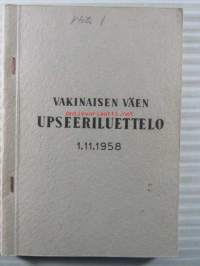 VAKINAISEN VÄEN
UPSEERILUETTELO
1.11.1958